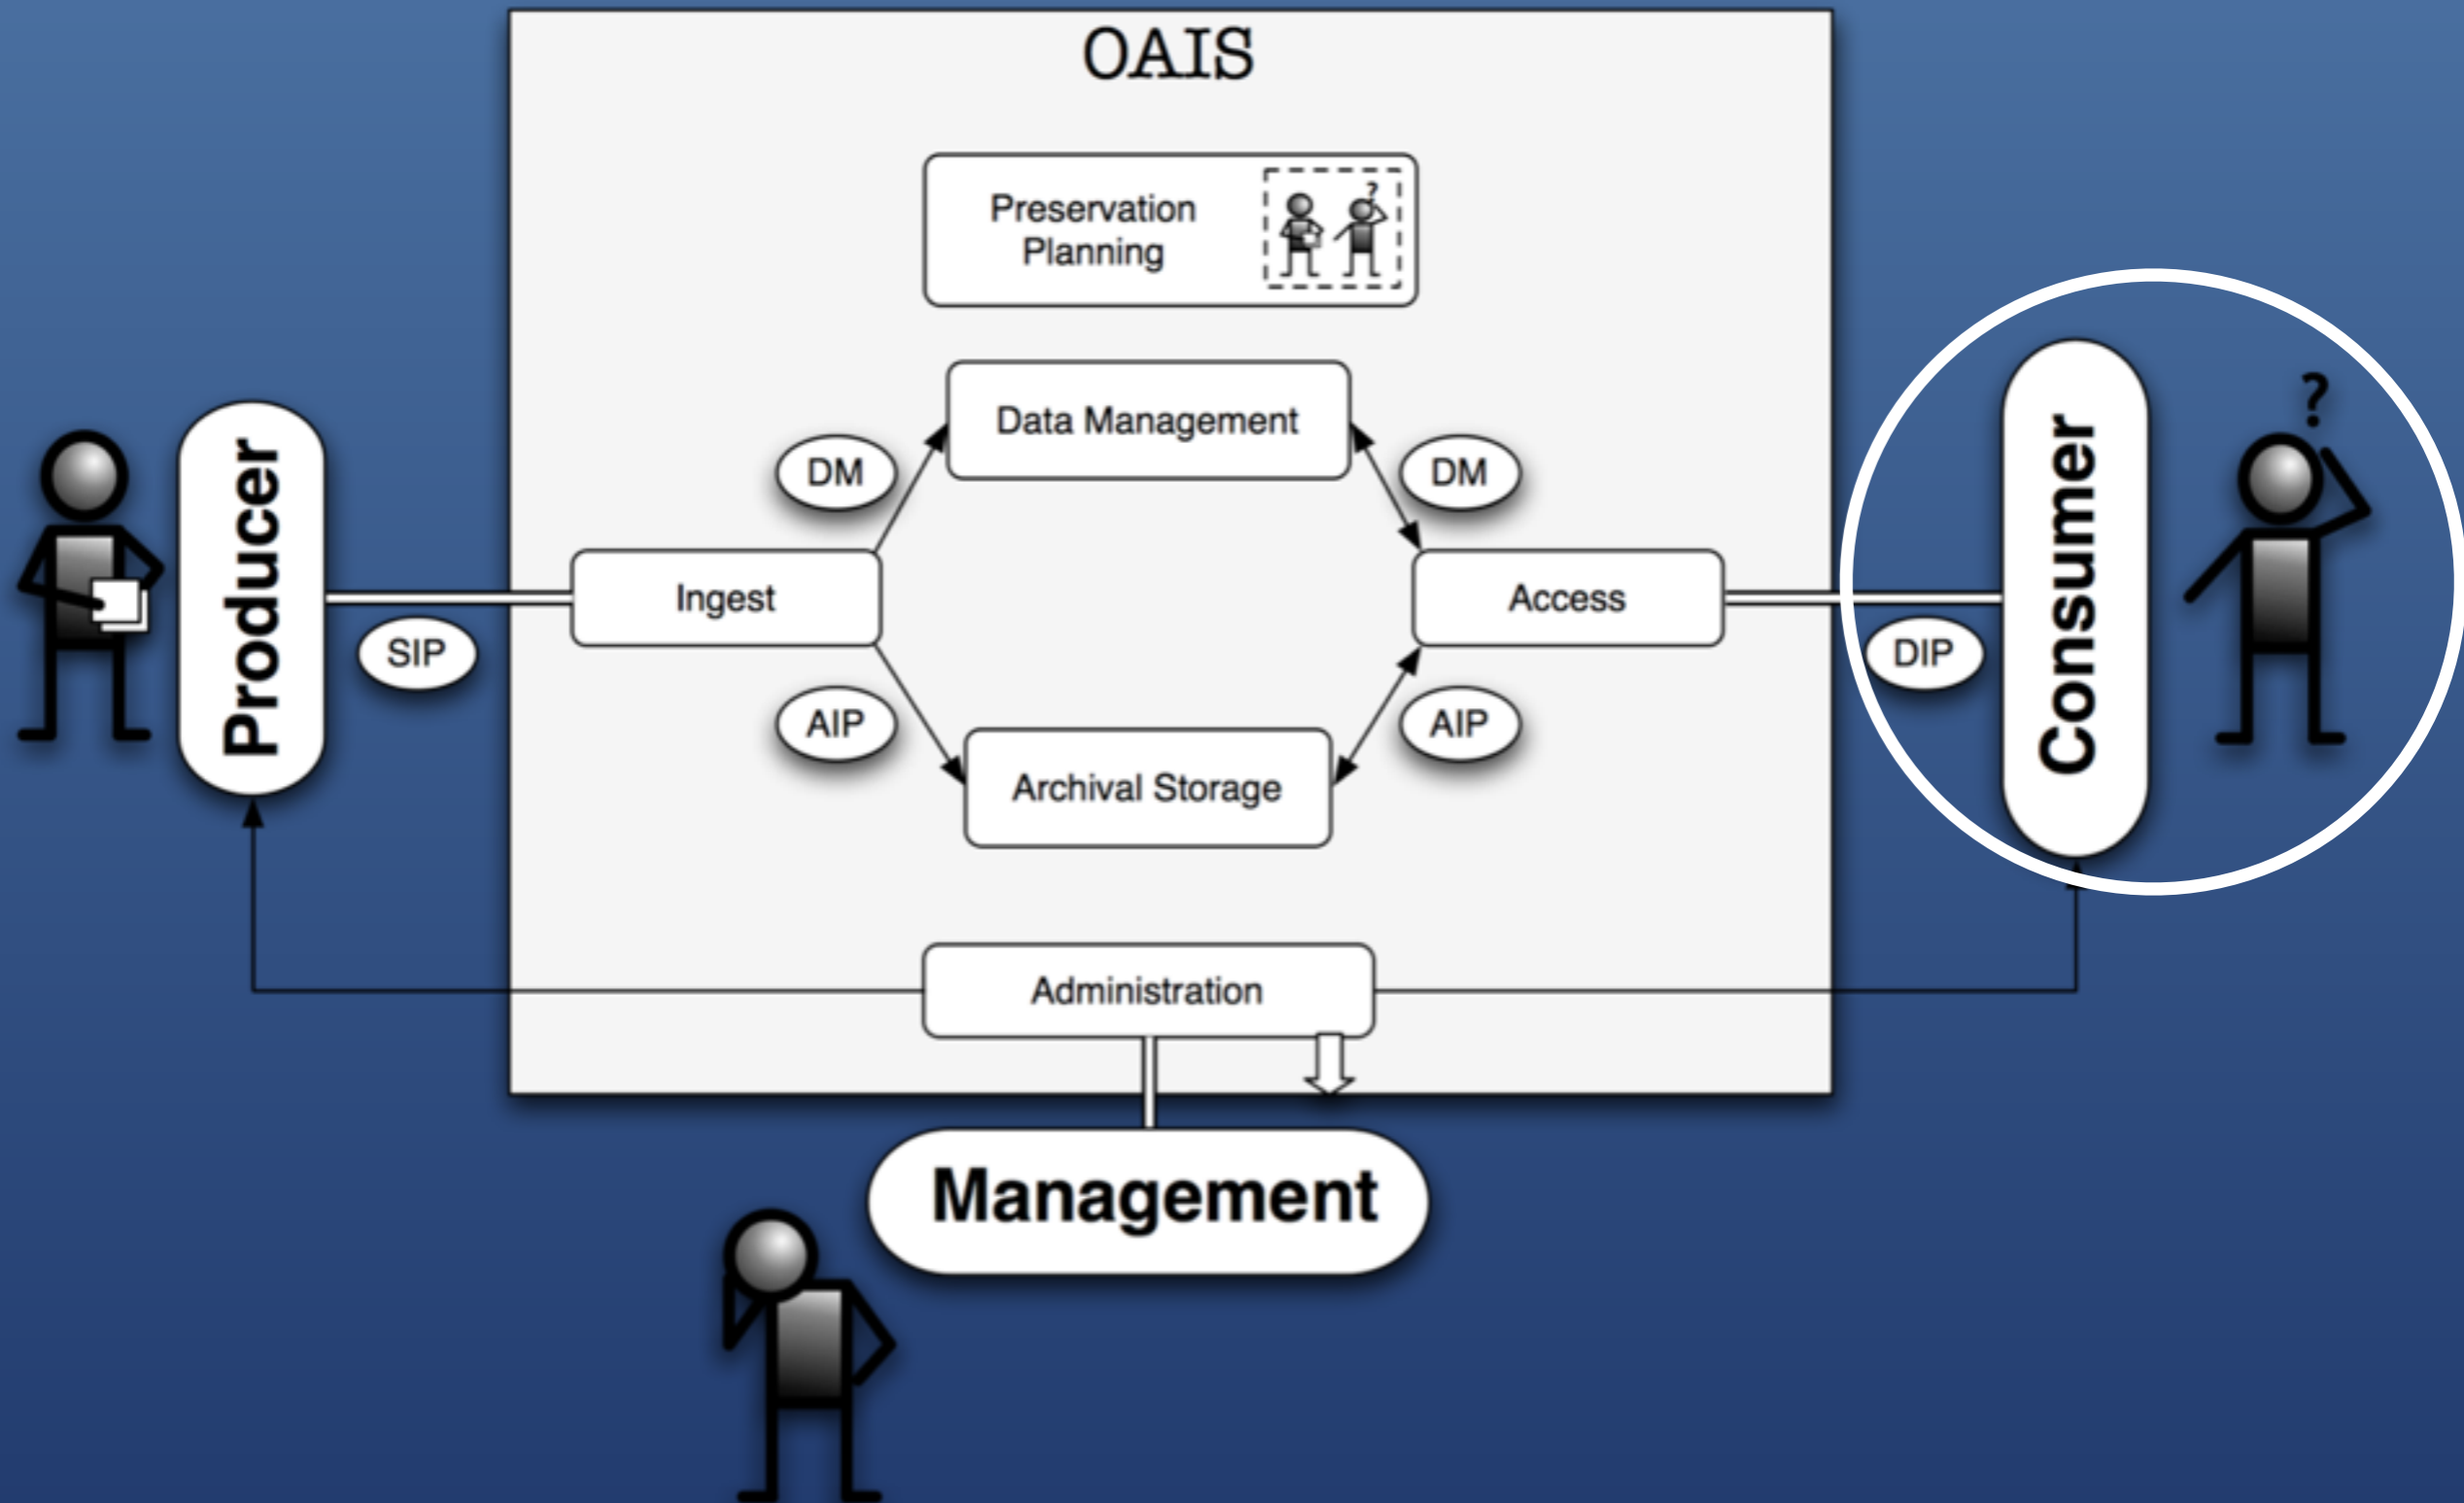 OAIS
Preservation
Planning
?
Data Management
DM
DM
?
Producer
Ingest
Access
Consumer
SIP
DIP
AIP
AIP
Archival Storage
Administration
Management